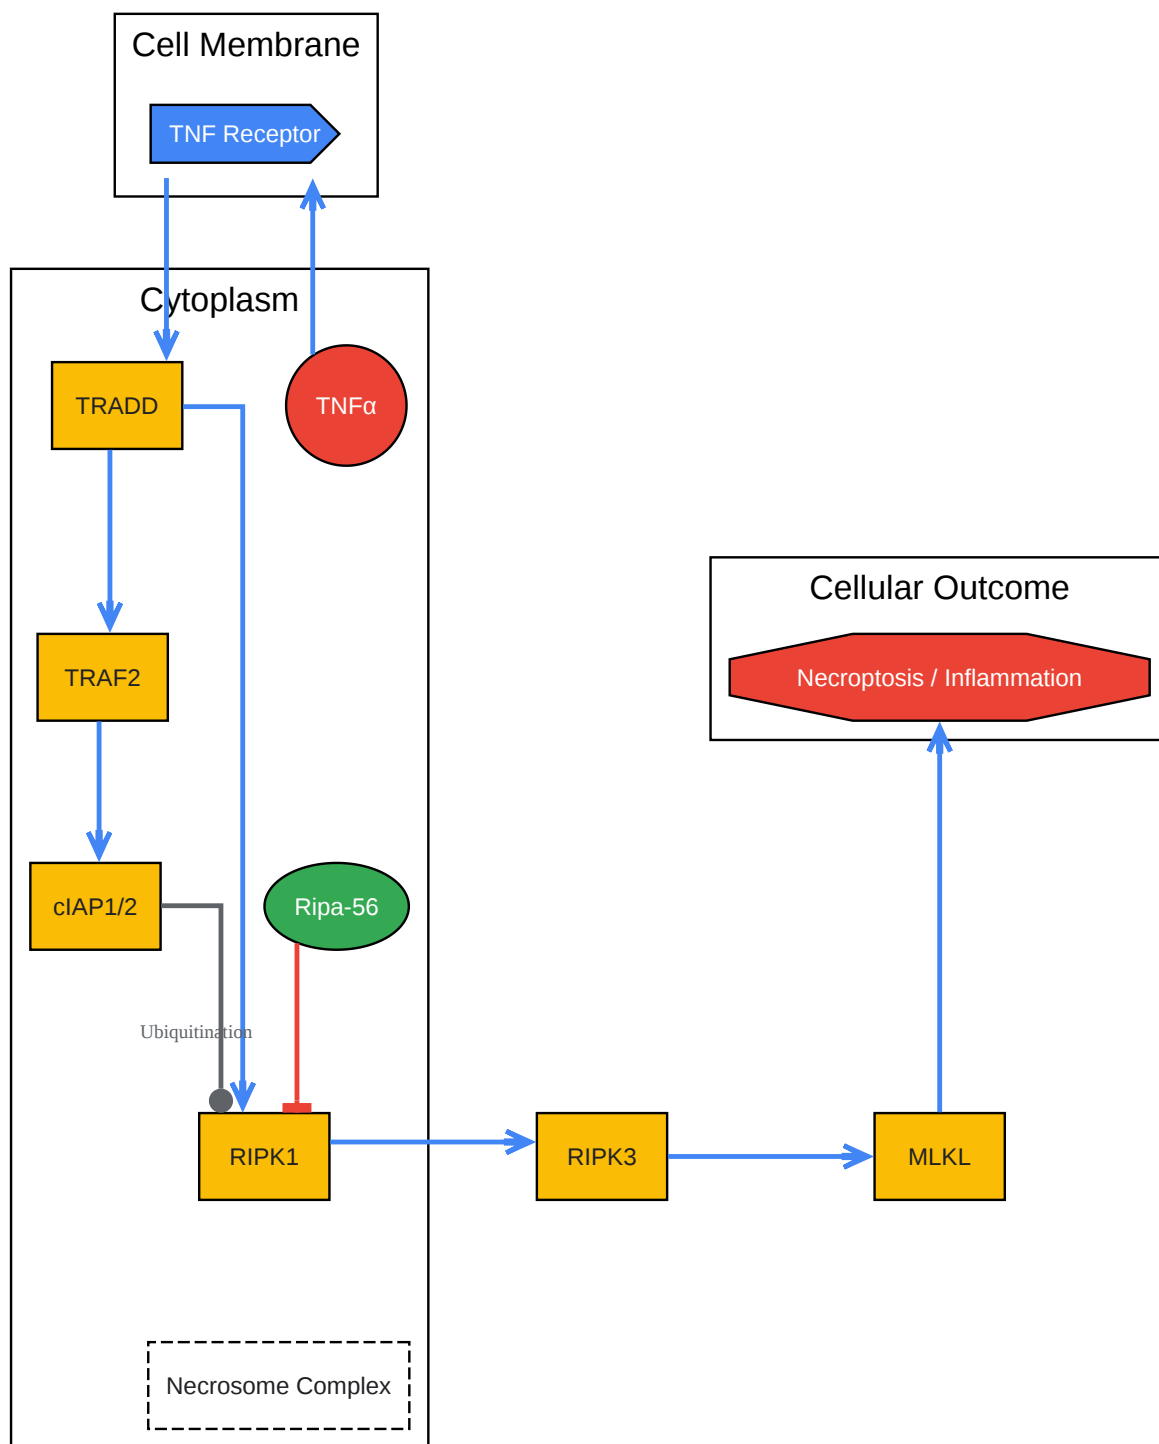 Cell Membrane
TNF Receptor
Cytoplasm
TRADD
TNFα
Cellular Outcome
TRAF2
Necroptosis / Inflammation
cIAP1/2
Ripa-56
Ubiquitination
RIPK1
RIPK3
MLKL
Necrosome Complex